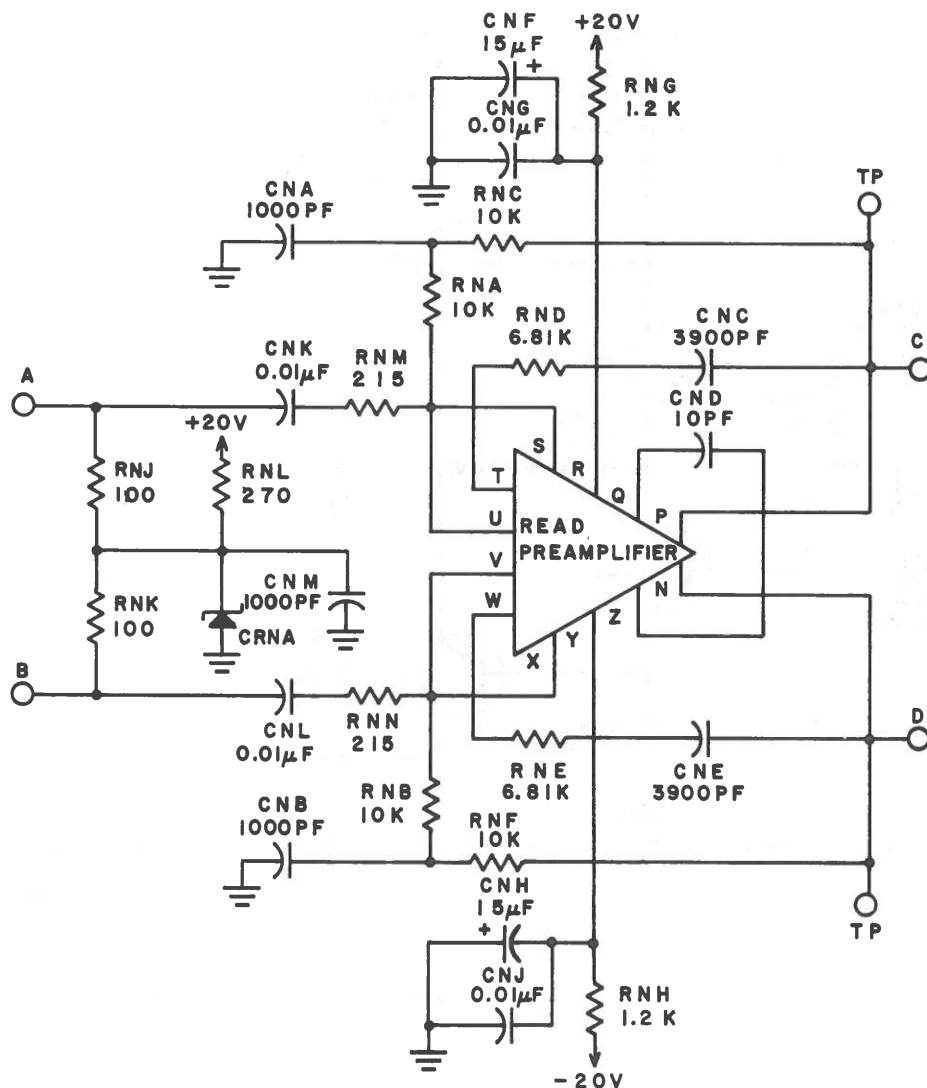 CNF
15µF
+
+20V
RNG
1.2 K
CNG
0.01µF
TP
CNA
1000PF
RNC
10K
RNA
10K
RND
6.81K
CNC
3900PF
C
CNK
0.01µF
RNM
215
A
+20V
CND
10PF
RNJ
100
RNL
270
S
R
T
Q
P
U
READ
PREAMPLIFIER
V
N
W
Z
Y
X
CNM
1000PF
RNK
100
CRNA
B
CNL
0.01µF
RNN
215
D
RNE
6.81K
CNE
3900PF
RNB
10K
CNB
1000PF
RNF
10K
CNH
15µF
+
TP
CNJ
0.01µF
RNH
1.2 K
-20V